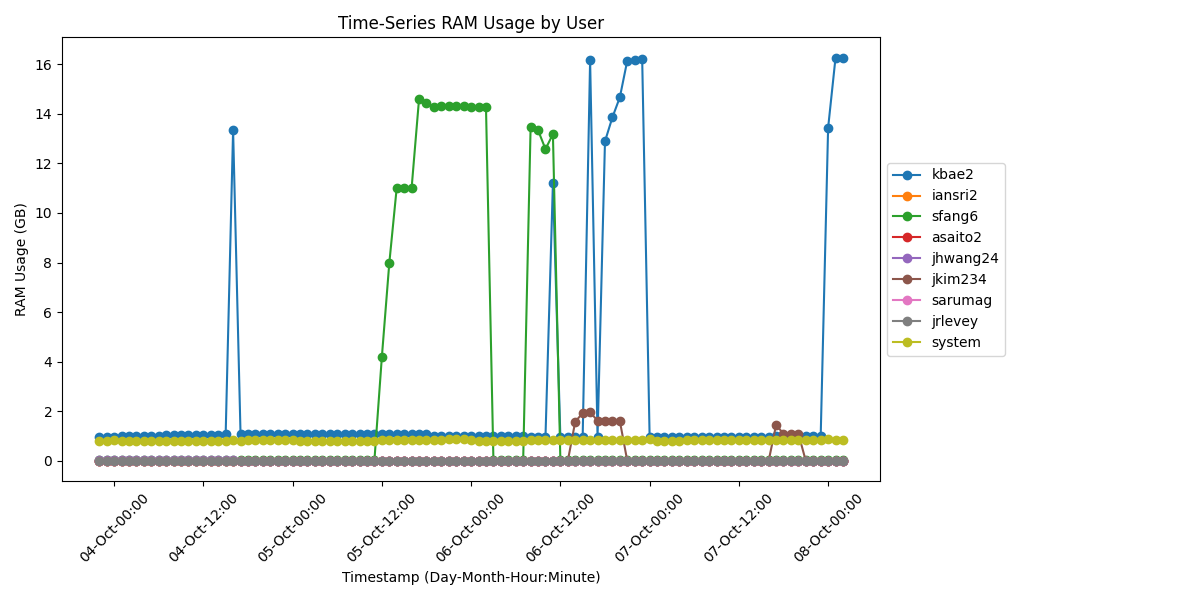 Time-Series RAM Usage by User
RAM Usage (GB)
16
14
12
10
8
6
4
2
0
04-Oct-00:00
04-Oct-12:00
05-Oct-00:00
05-Oct-12:00
06-Oct-00:00
06-Oct-12:00
07-Oct-00:00
07-Oct-12:00
08-Oct-00:00
Timestamp (Day-Month-Hour:Minute)
kbae2
iansri2
sfang6
asaito2
jhwang24
jkim234
sarumag
jrlevey
system